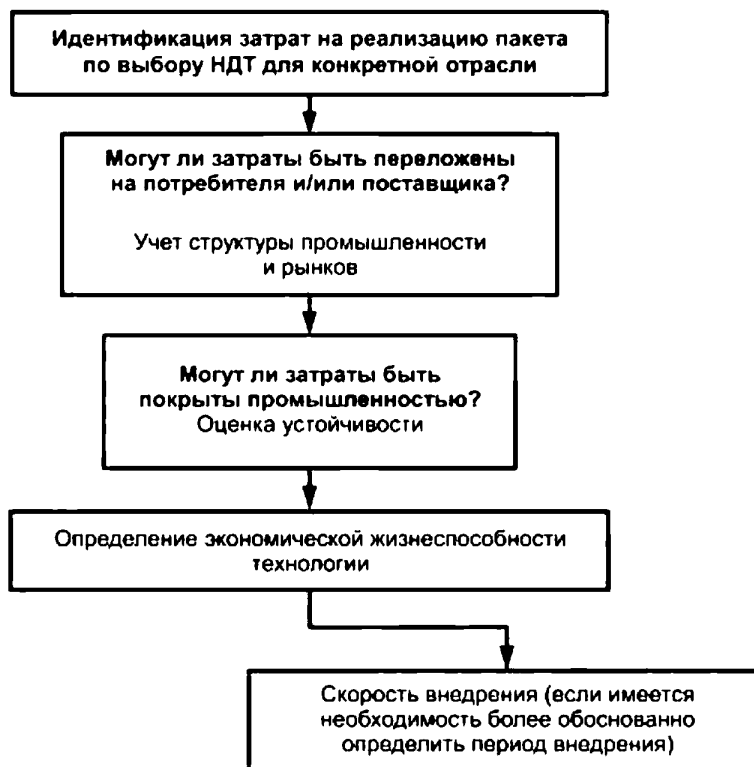 Идентификация затрат на реализацию пакета
по выбору НДТ для конкретной отрасли
Могут ли затраты быть переложены
на потребителя и/или поставщика?
Учет структуры промышленности
и рынков
Могут ли затраты быть
покрыты промышленностью?
Оценка устойчивости
Определение экономической жизнеспособности
технологии
Скорость внедрения (если имеется
необходимость более обоснованно
определить период внедрения)